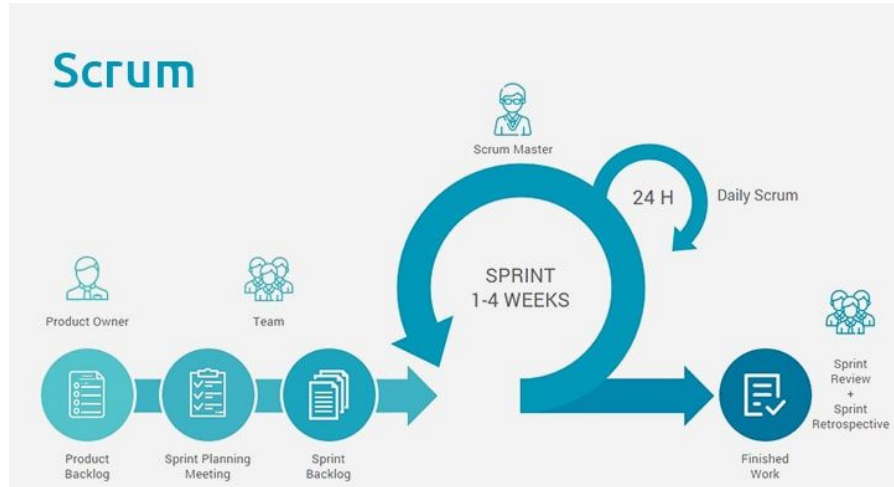 Scrum
Scrum Master
24 H
Daily Scrum
SPRINT
1-4 WEEKS
Product Owner
Team
Product
Backlog
Sprint Planning
Meeting
Sprint
Backlog
Finished
Work
Sprint
Review
+
Sprint
Retrospective